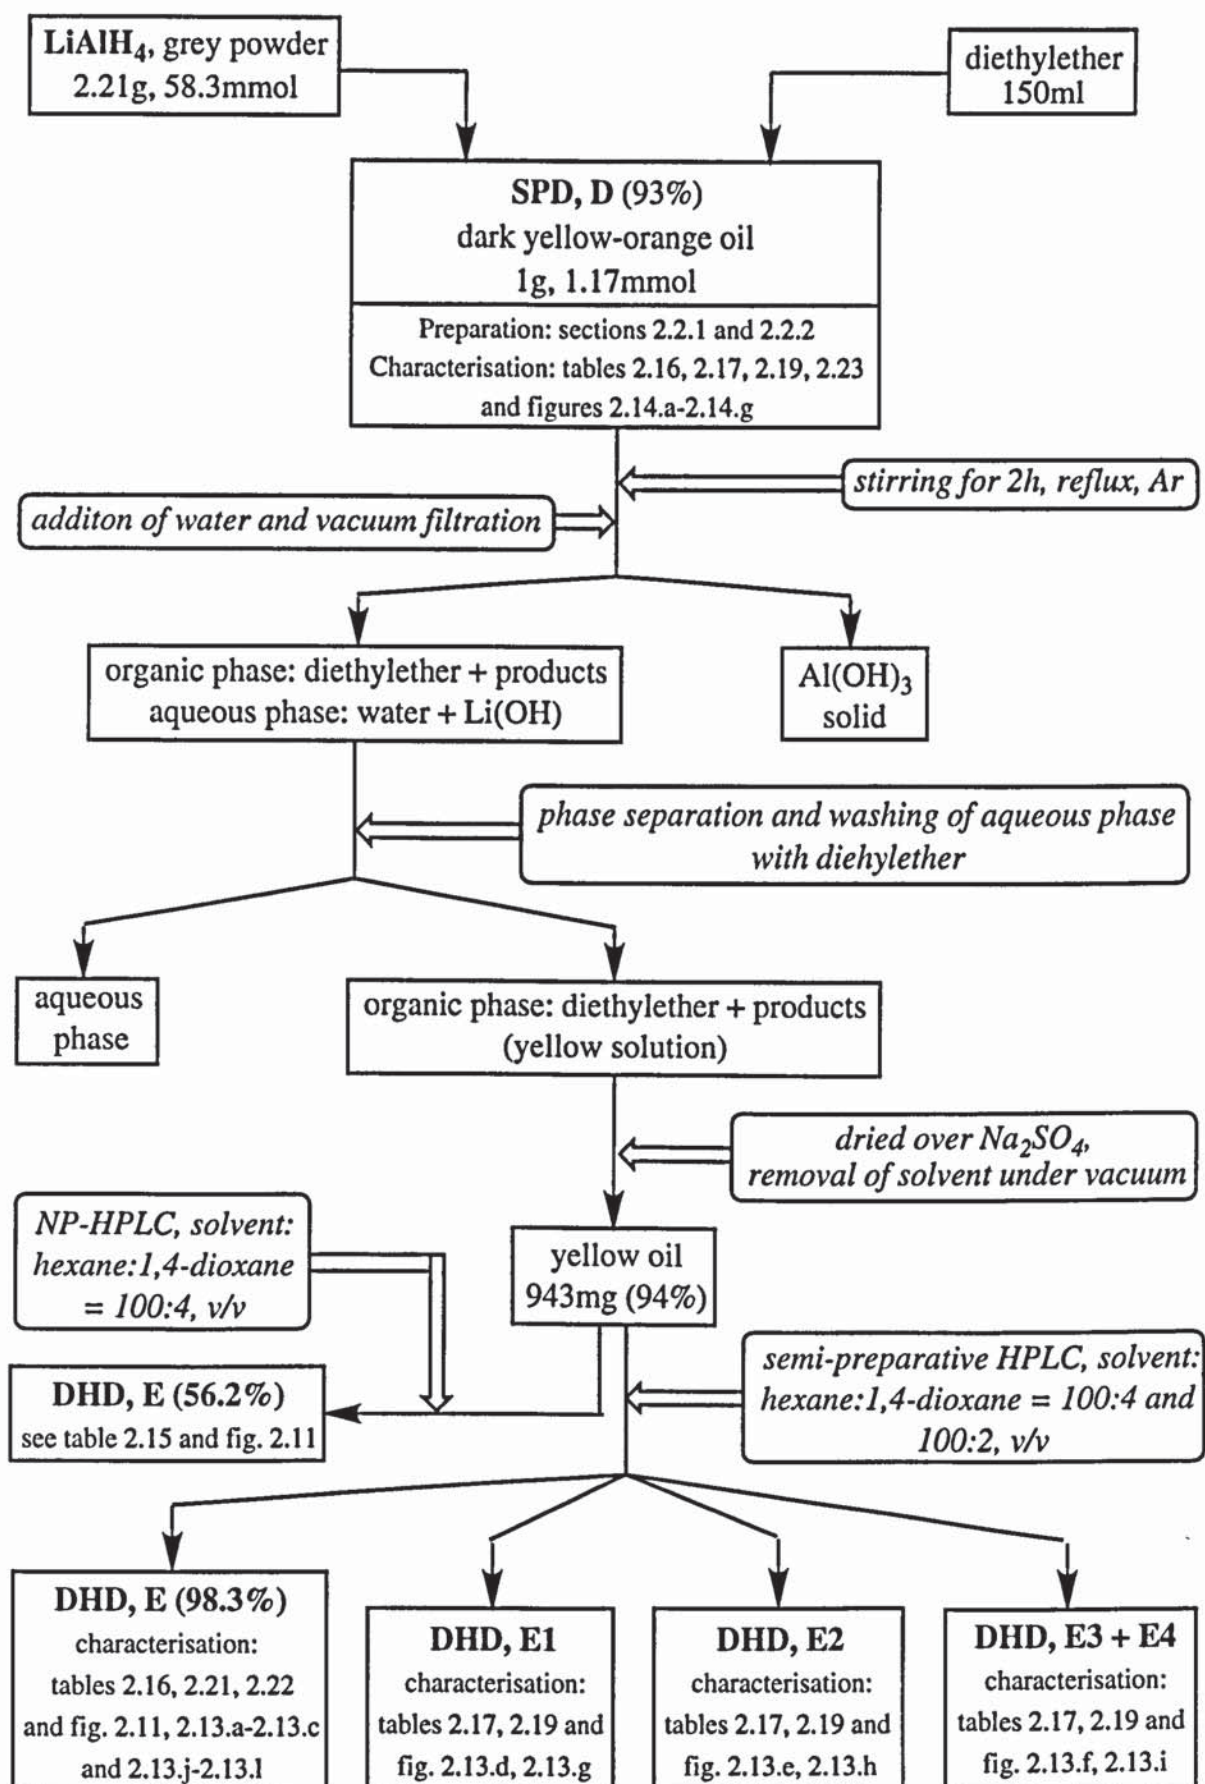 LiAlH4, grey powder
2.21g, 58.3mmol
diethylether
150ml
SPD, D (93%)
dark yellow-orange oil
1g, 1.17mmol
Preparation: sections 2.2.1 and 2.2.2
Characterisation: tables 2.16, 2.17, 2.19, 2.23
and figures 2.14.a-2.14.g
stirring for 2h, reflux, Ar
additon of water and vacuum filtration
organic phase: diethylether + products
aqueous phase: water + Li(OH)
Al(OH)3
solid
phase separation and washing of aqueous phase
with diehylether
aqueous
phase
organic phase: diethylether + products
(yellow solution)
dried over Na2SO4,
removal of solvent under vacuum
NP-HPLC, solvent:
hexane:1,4-dioxane
= 100:4, v/v
yellow oil
943mg (94%)
semi-preparative HPLC, solvent:
hexane:1,4-dioxane = 100:4 and
100:2, v/v
DHD, E (56.2%)
see table 2.15 and fig. 2.11
DHD, E (98.3%)
characterisation:
tables 2.16, 2.21, 2.22
and fig. 2.11, 2.13.a-2.13.c
and 2.13.j-2.13.l
DHD, E1
characterisation:
tables 2.17, 2.19 and
fig. 2.13.d, 2.13.g
DHD, E2
characterisation:
tables 2.17, 2.19 and
fig. 2.13.e, 2.13.h
DHD, E3 + E4
characterisation:
tables 2.17, 2.19 and
fig. 2.13.f, 2.13.i